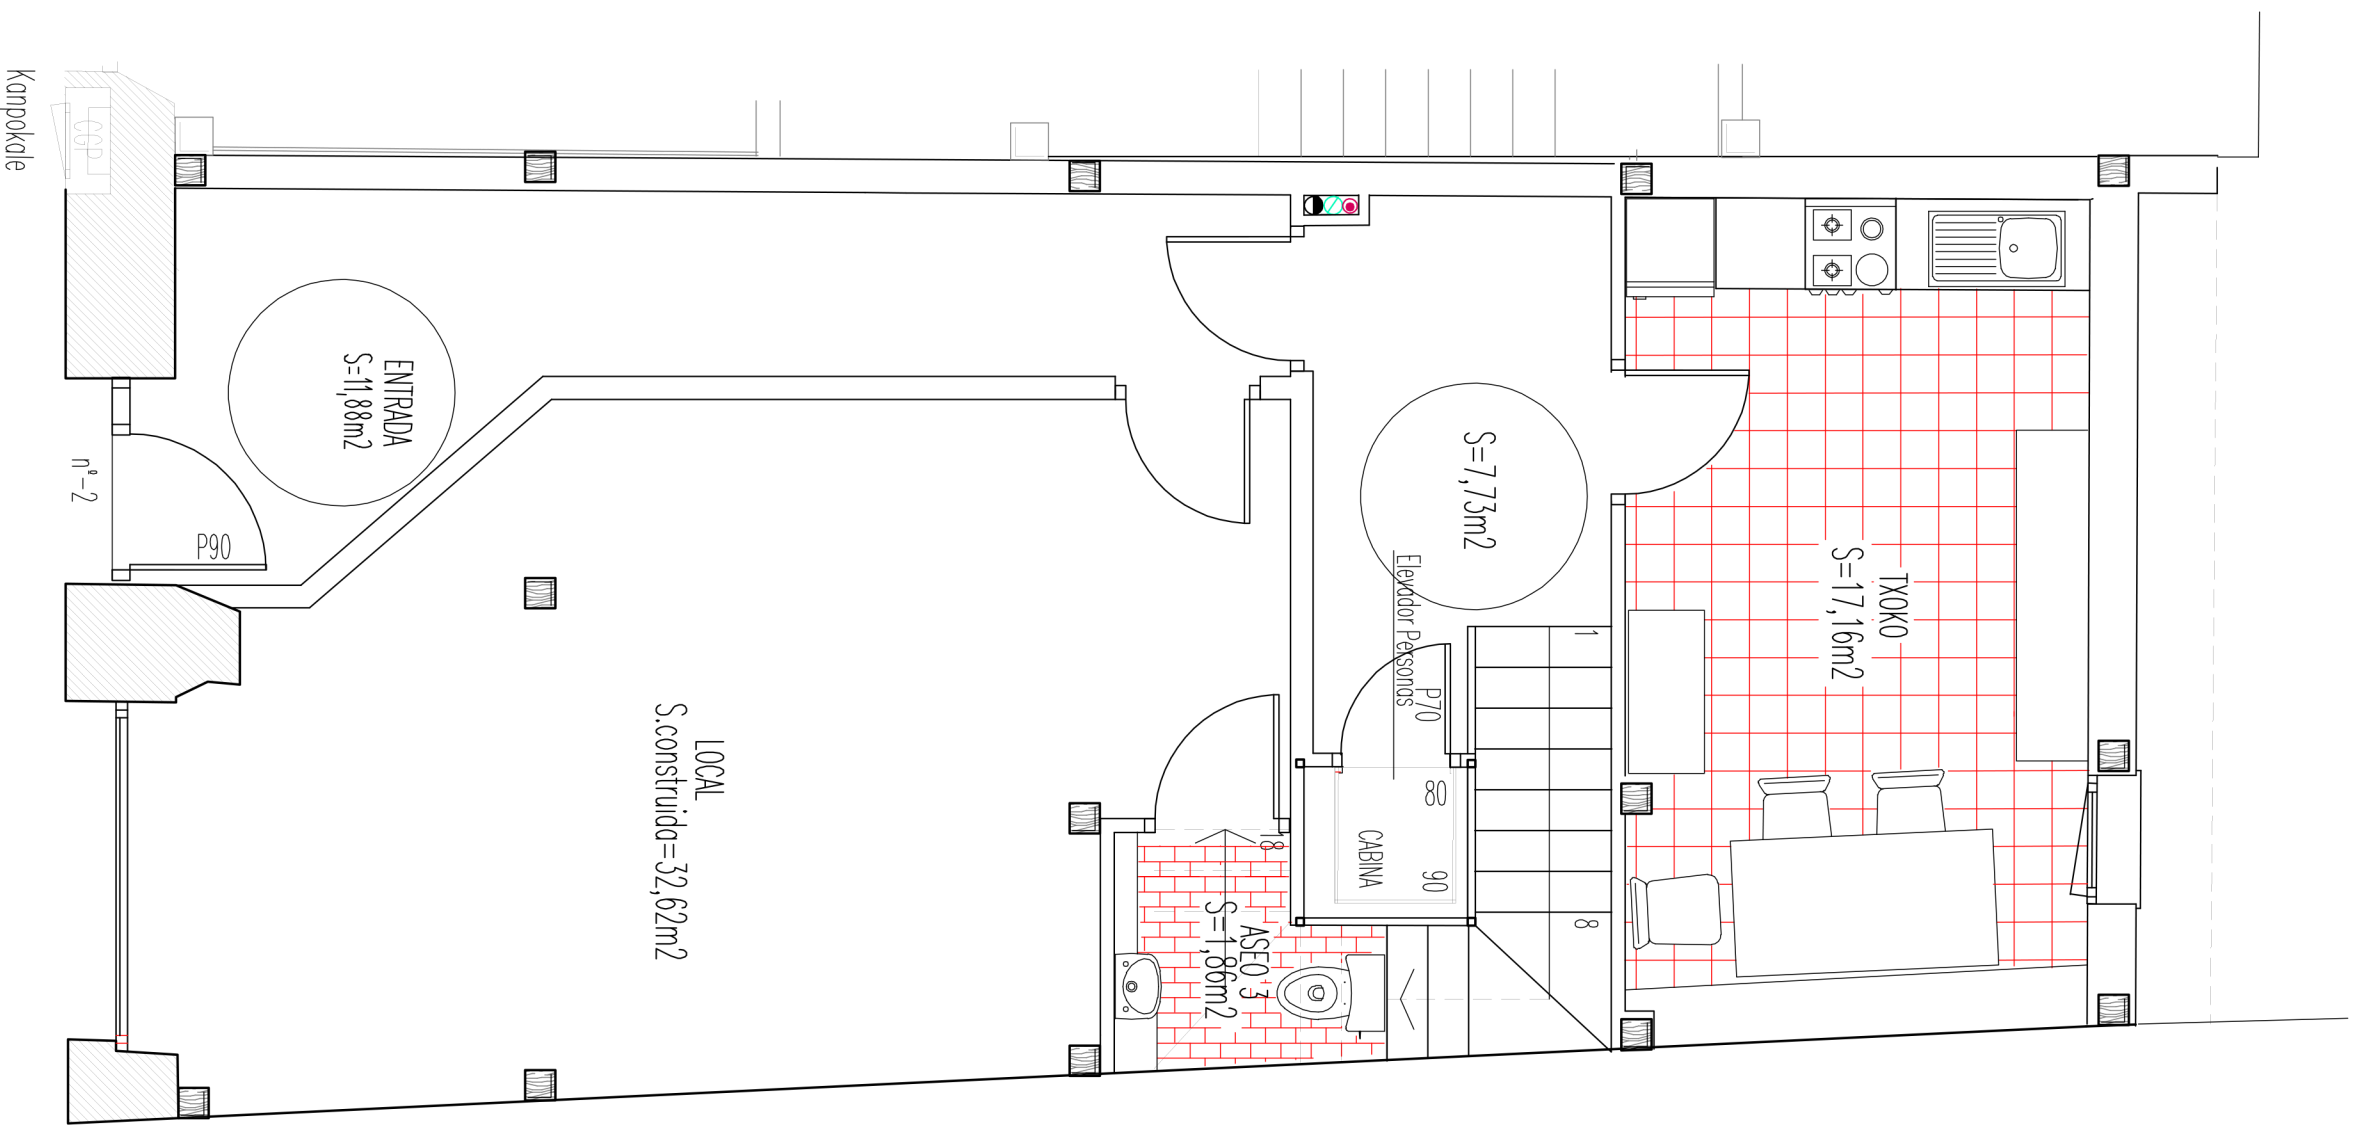 Kanpokale
CGP
nº-2
P90
ENTRADA
S=11,88m2
LOCAL
S.construida=32,62m2
ASEO 3
S=1,86m2
18
S=7,73m2
Elevador Personas
P70
80
CABINA
90
1
8
TXOKO
S=17,16m2